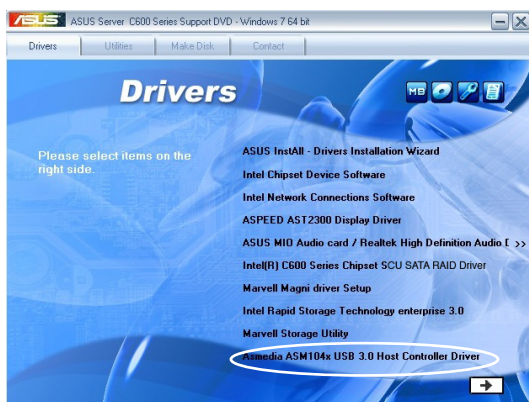 ASUS ASUS Server C600 Series Support DVD - Windows 7 64 bit
Drivers Utilities Make Disk Contact
Drivers
MB
Please select items on the
right side.
ASUS InstAll - Drivers Installation Wizard
Intel Chipset Device Software
Intel Network Connections Software
ASPEED AST2300 Display Driver
ASUS MIO Audio card / Realtek High Definition Audio D >>
Intel(R) C600 Series Chipset SCU SATA RAID Driver
Marvell Magni driver Setup
Intel Rapid Storage Technology enterprise 3.0
Marvell Storage Utility
Asmedia ASM104x USB 3.0 Host Controller Driver